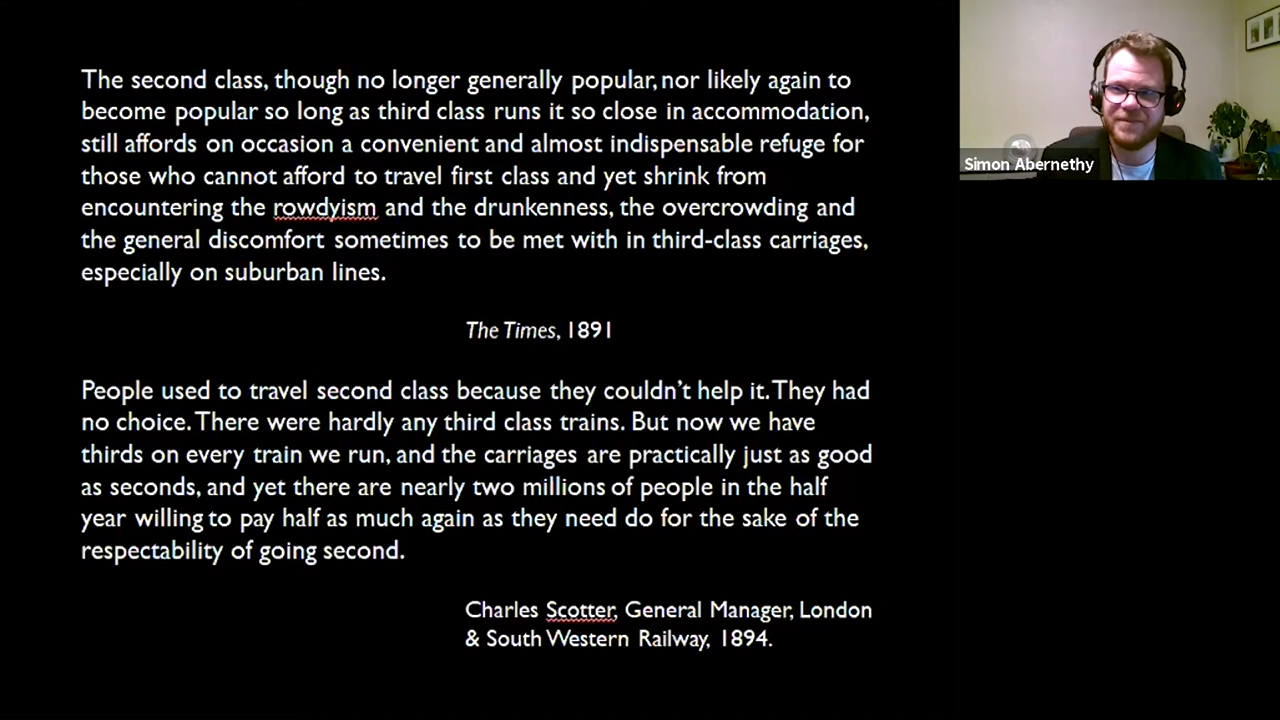 The second class, though no longer generally popular, nor likely again to
become popular so long as third class runs it so close in accommodation,
still affords on occasion a convenient and almost indispensable refuge for
those who cannot afford to travel first class and yet shrink from
encountering the rowdyism and the drunkenness, the overcrowding and
the general discomfort sometimes to be met with in third-class carriages,
especially on suburban lines.
The Times, 1891
People used to travel second class because they couldn't help it. They had
no choice. There were hardly any third class trains. But now we have
thirds on every train we run, and the carriages are practically just as good
as seconds, and yet there are nearly two millions of people in the half
year willing to pay half as much again as they need do for the sake of the
respectability of going second.
Charles Scotter, General Manager, London
& South Western Railway, 1894.
Simon Abernethy